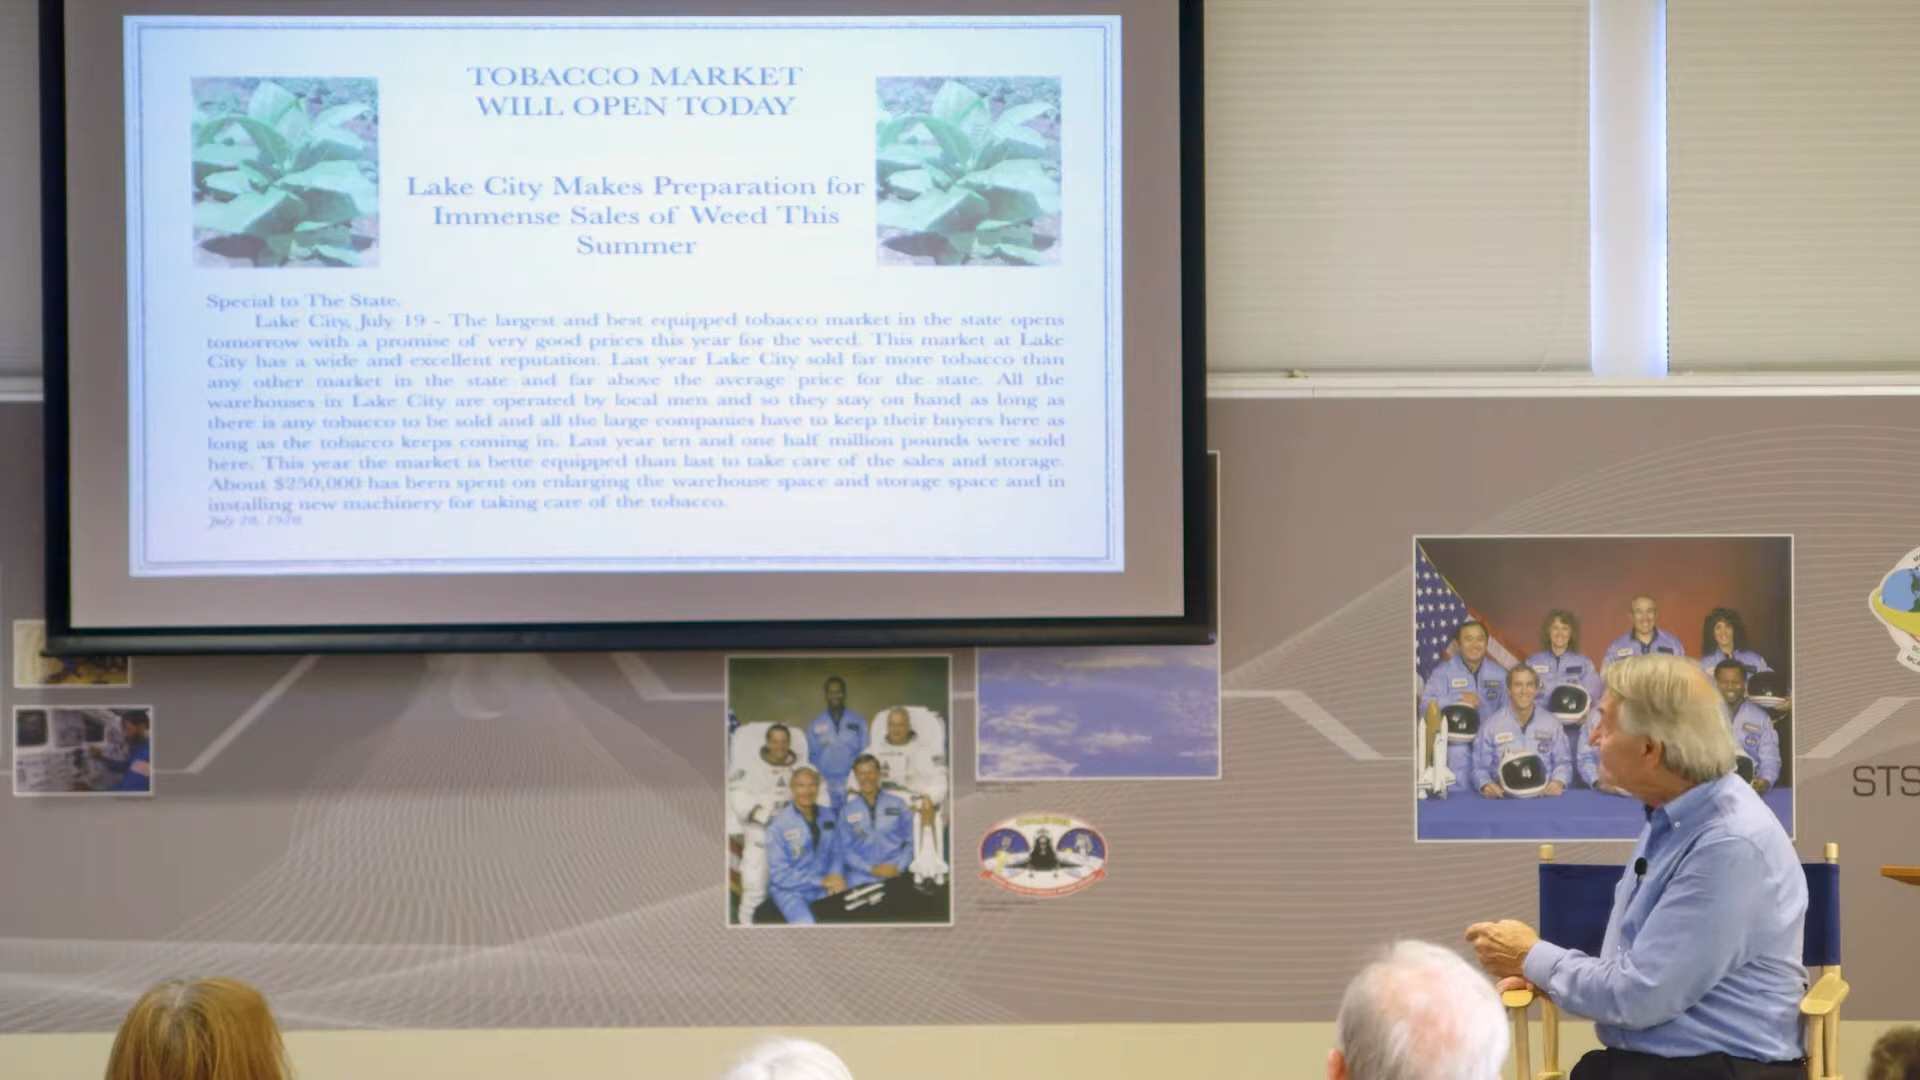 TOBACCO MARKET
WILL OPEN TODAY
Lake City Makes Preparation for
Immense Sales of Weed This
Summer
Special to The State.
Lake City, July 19 - The largest and best equipped tobacco market in the state opens
tomorrow with a promise of very good prices this year for the weed. This market at Lake
City has a wide and excellent reputation. Last year Lake City sold far more tobacco than
any other market in the state and far above the average price for the state. All the
warehouses in Lake City are operated by local men and so they stay on hand as long as
there is any tobacco to be sold and all the large companies have to keep their buyers here as
long as the tobacco keeps coming in. Last year ten and one half million pounds were sold
here. This year the market is bette equipped than last to take care of the sales and storage.
About $250,000 has been spent on enlarging the warehouse space and storage space and in
installing new machinery for taking care of the tobacco.
July 20,
STS